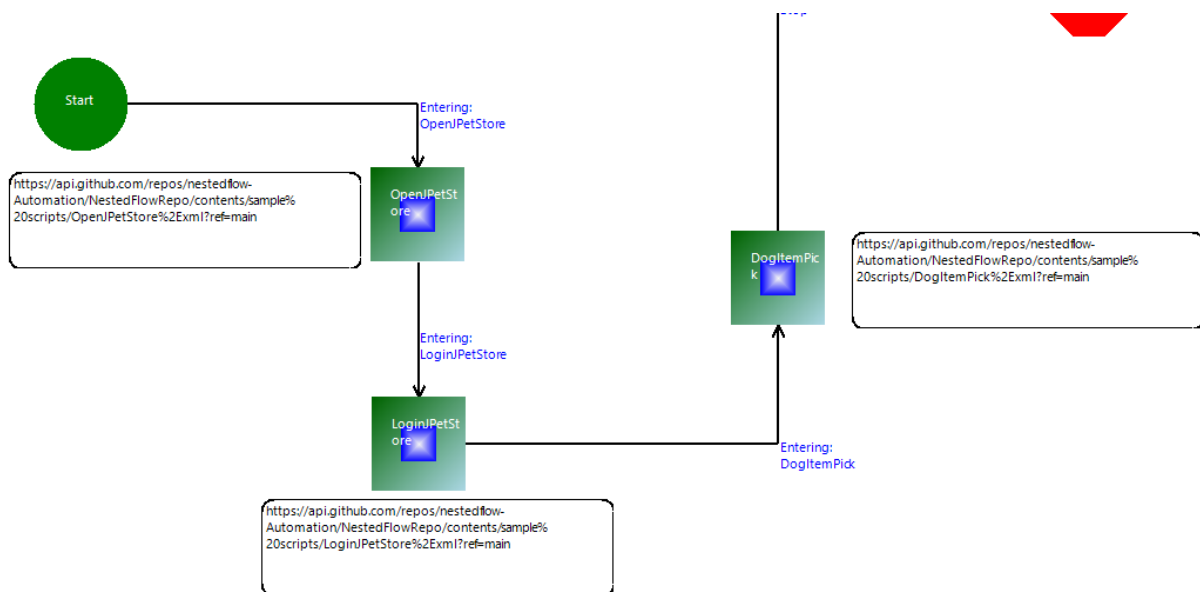 Start
Entering:
OpenJPetStore
https://api.github.com/repos/nestedflow-
Automation/NestedFlowRepo/contents/sample%
20scripts/OpenJPetStore%2Exml?ref=main
OpenJPetSt
ore
Entering:
LoginJPetStore
LoginJPetSt
ore
https://api.github.com/repos/nestedflow-
Automation/NestedFlowRepo/contents/sample%
20scripts/LoginJPetStore%2Exml?ref=main
Entering:
DogItemPick
DogItemPic
k
https://api.github.com/repos/nestedflow-
Automation/NestedFlowRepo/contents/sample%
20scripts/DogItemPick%2Exml?ref=main